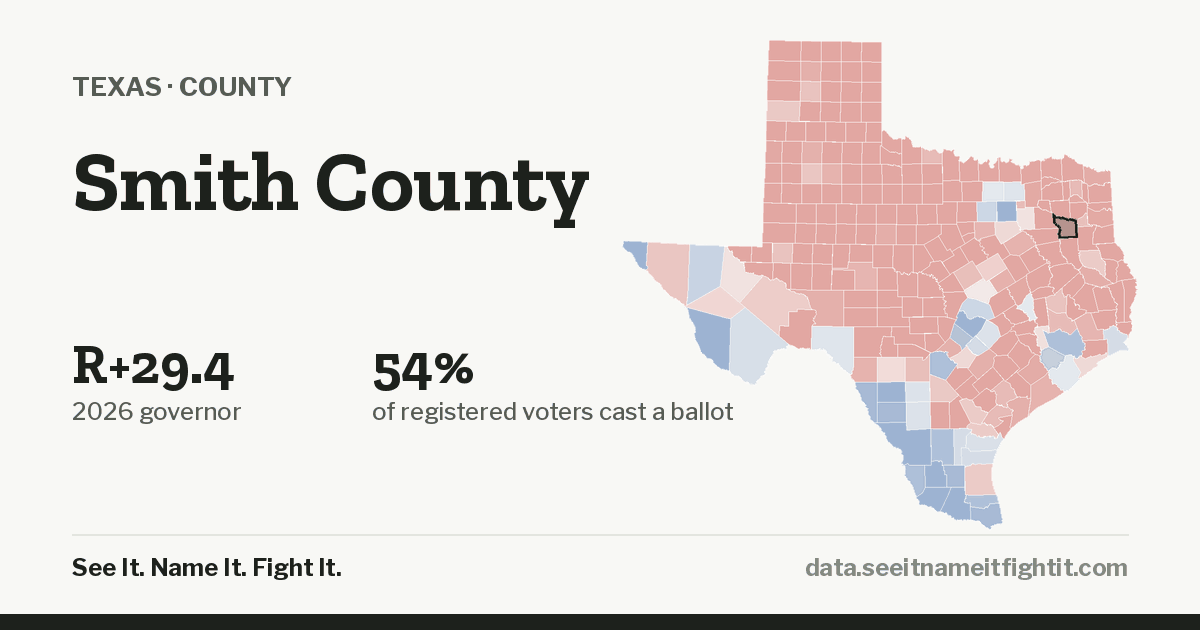 TEXAS · COUNTY
Smith County
R+29.4
2026 governor
54%
of registered voters cast a ballot
See It. Name It. Fight It.
data.seeitnameitfightit.com